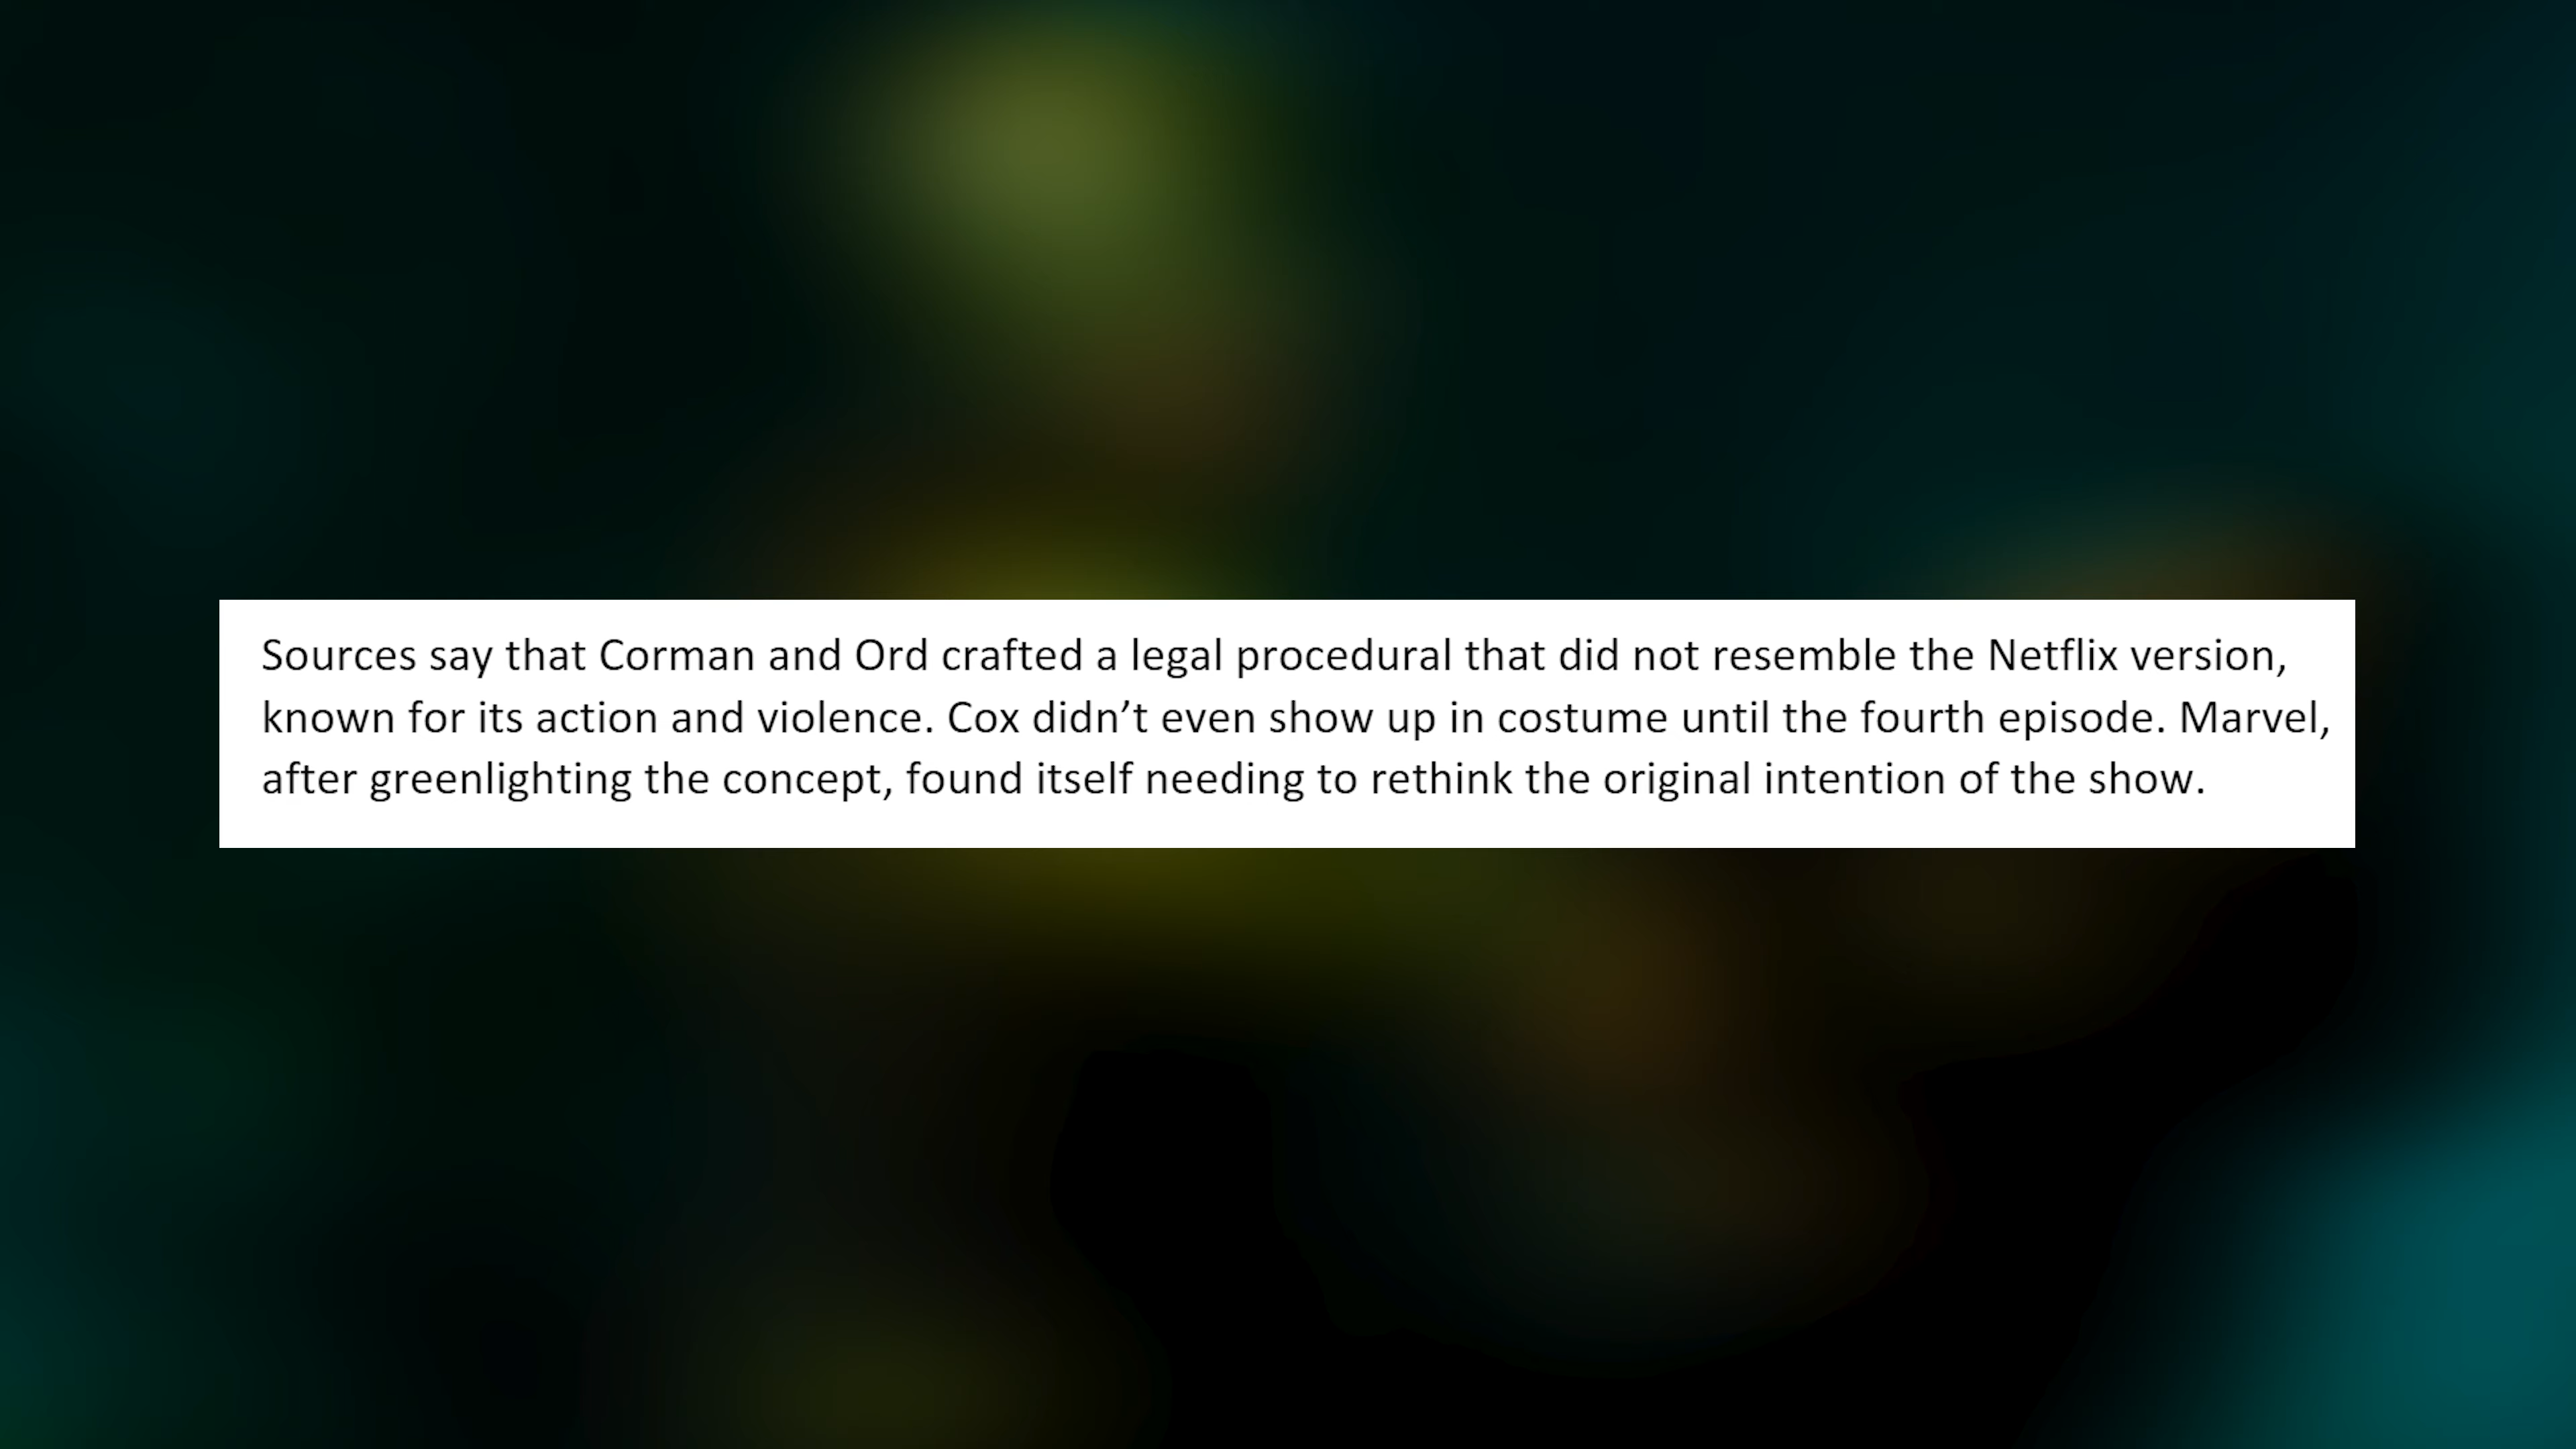 Sources say that Corman and Ord crafted a legal procedural that did not resemble the Netflix version,
known for its action and violence. Cox didn’t even show up in costume until the fourth episode. Marvel,
after greenlighting the concept, found itself needing to rethink the original intention of the show.